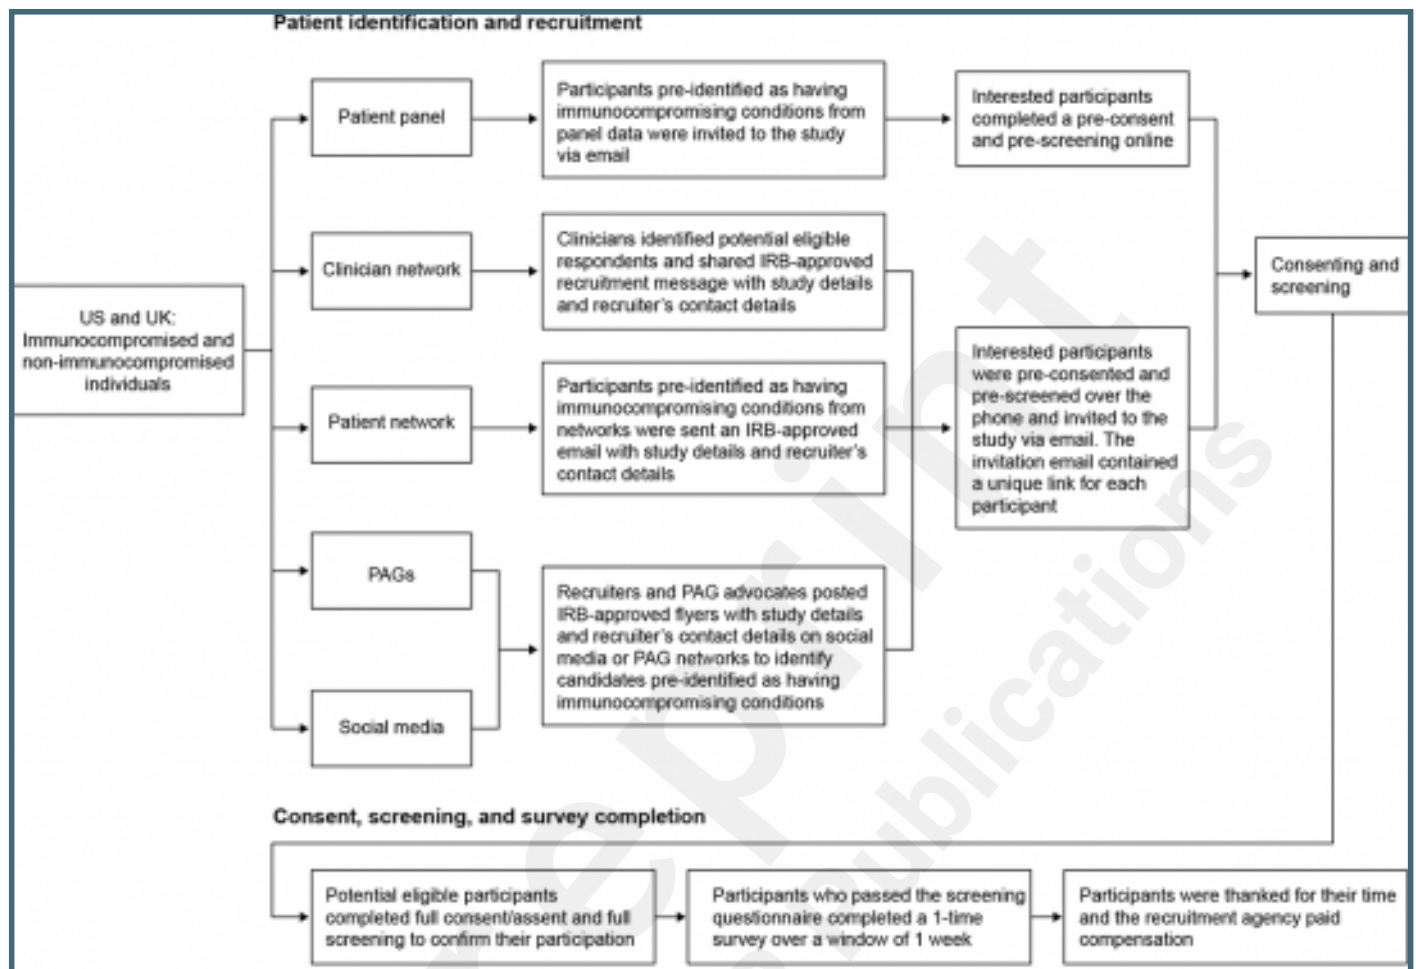 Patient identification and recruitment
Patient panel
Participants pre-identified as having
immunocompromising conditions from
panel data were invited to the study
via email
Interested participants
completed a pre-consent
and pre-screening online
Clinician network
Clinicians identified potential eligible
respondents and shared IRB-approved
recruitment message with study details
and recruiter's contact details
Consenting and
screening
US and UK:
Immunocompromised and
non-immunocompromised
individuals
Patient network
Participants pre-identified as having
immunocompromising conditions from
networks were sent an IRB-approved
email with study details and recruiter's
contact details
Interested participants
were pre-consented and
pre-screened over the
phone and invited to the
study via email. The
invitation email contained
a unique link for each
participant
PAGs
Social media
Recruiters and PAG advocates posted
IRB-approved flyers with study details
and recruiter's contact details on social
media or PAG networks to identify
candidates pre-identified as having
immunocompromising conditions
Consent, screening, and survey completion
Potential eligible participants
completed full consent/assent and full
screening to confirm their participation
Participants who passed the screening
questionnaire completed a 1-time
survey over a window of 1 week
Participants were thanked for their time
and the recruitment agency paid
compensation
eprint
Publications